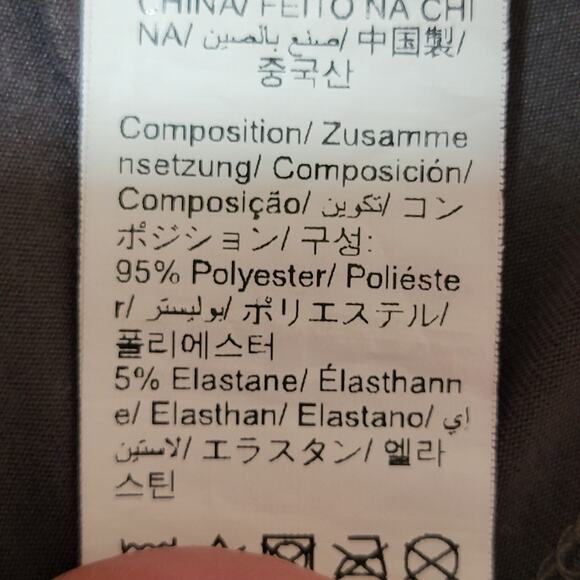 CHINA/ FEITO NA CHI
NA/ صنع بالصين/ 中国製/
중국산
Composition/ Zusamme
nsetzung/ Composición/
Composição/ تكوين/ コン
ポジション/ 구성:
95% Polyester/ Poliéste
r/ بوليستر/ ポリエステル/
폴리에스터
5% Elastane/ Élasthann
e/ Elasthan/ Elastano/ إي
لاستين/ エラスタン/ 엘라
스틴